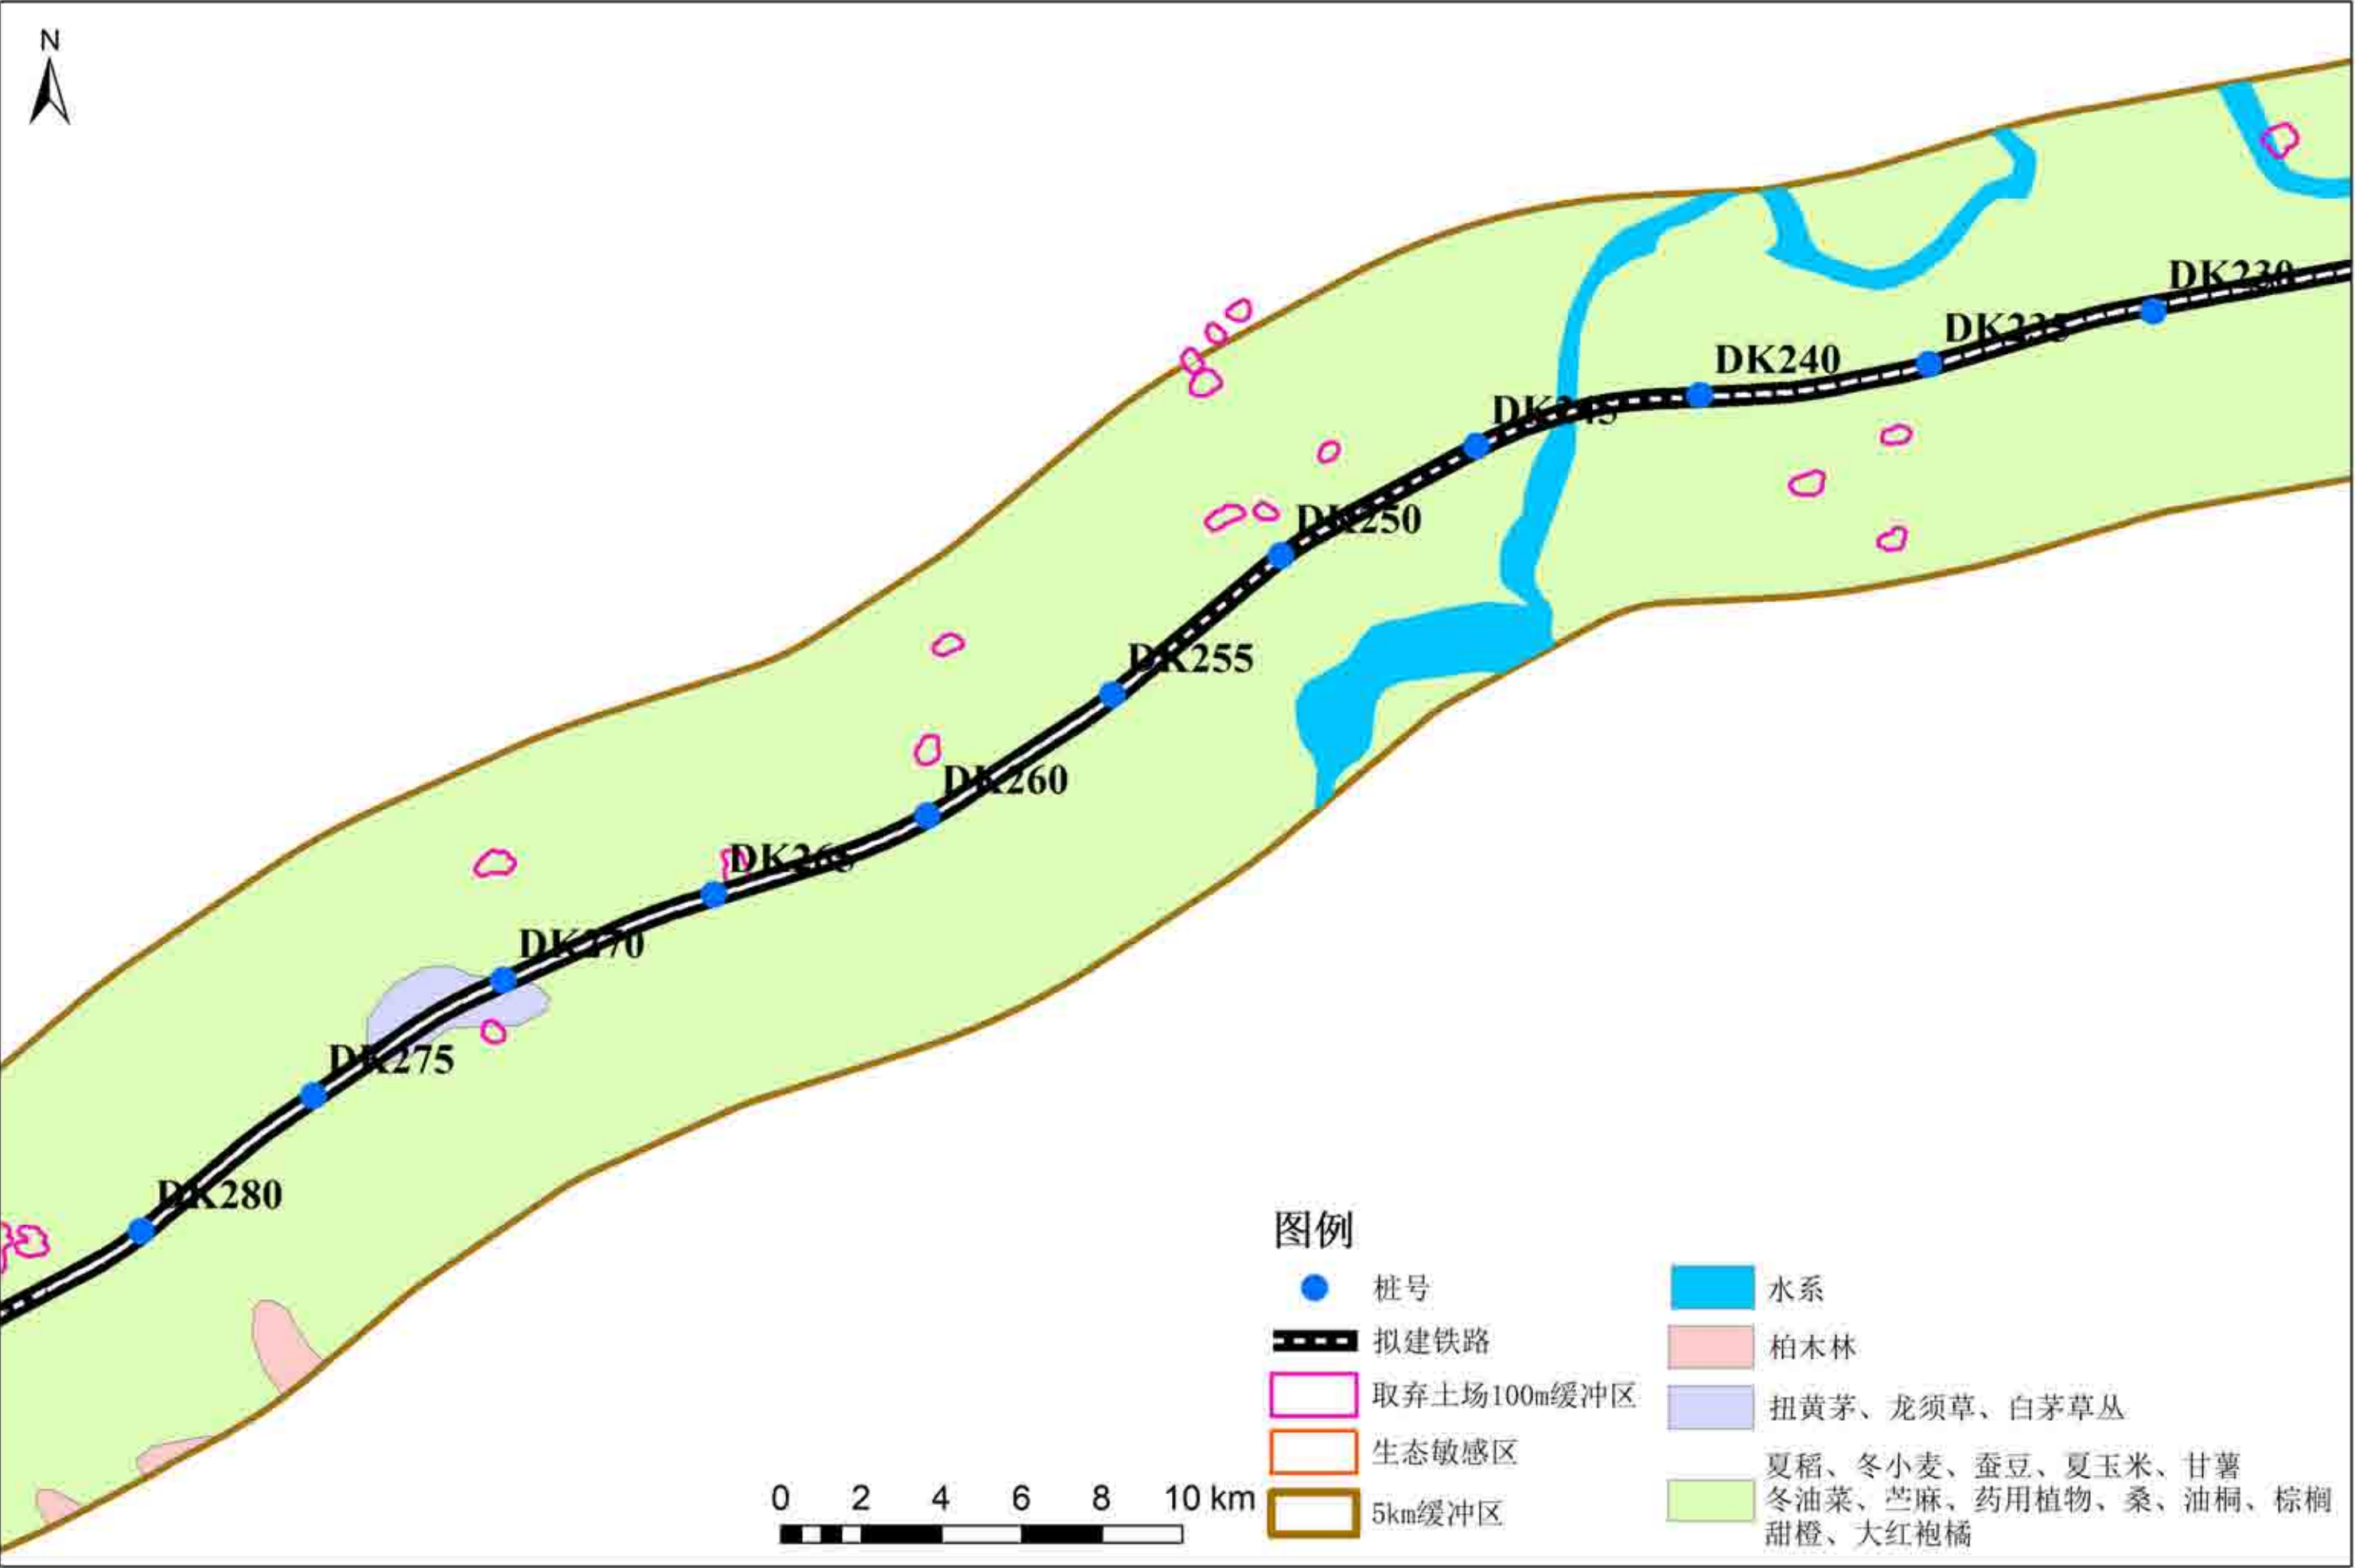 N
DK230
DK235
DK240
DK245
DK250
DK255
DK260
DK265
DK270
DK275
DK280
图例
桩号
拟建铁路
取弃土场100m缓冲区
生态敏感区
5km缓冲区
水系
柏木林
扭黄茅、龙须草、白茅草丛
夏稻、冬小麦、蚕豆、夏玉米、甘薯
冬油菜、苎麻、药用植物、桑、油桐、棕榈
甜橙、大红袍橘
0 2 4 6 8 10 km